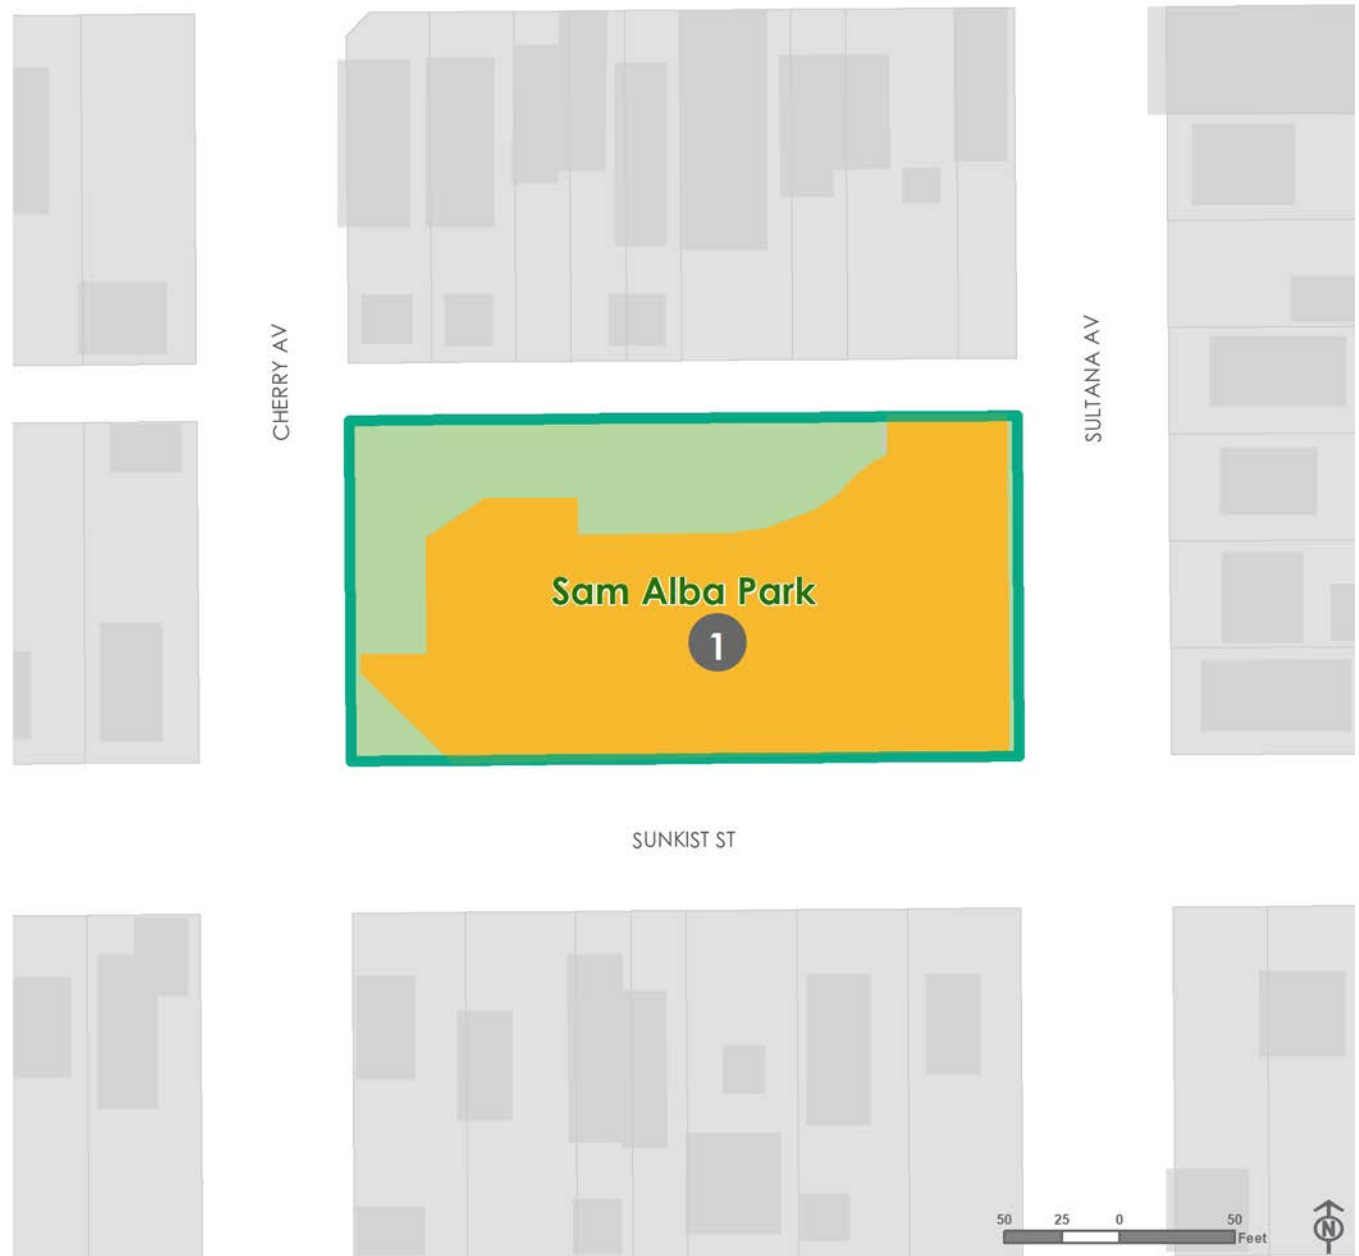 CHERRY AV
SULTANA AV
Sam Alba Park
1
SUNKIST ST
50 25 0 50
Feet
N